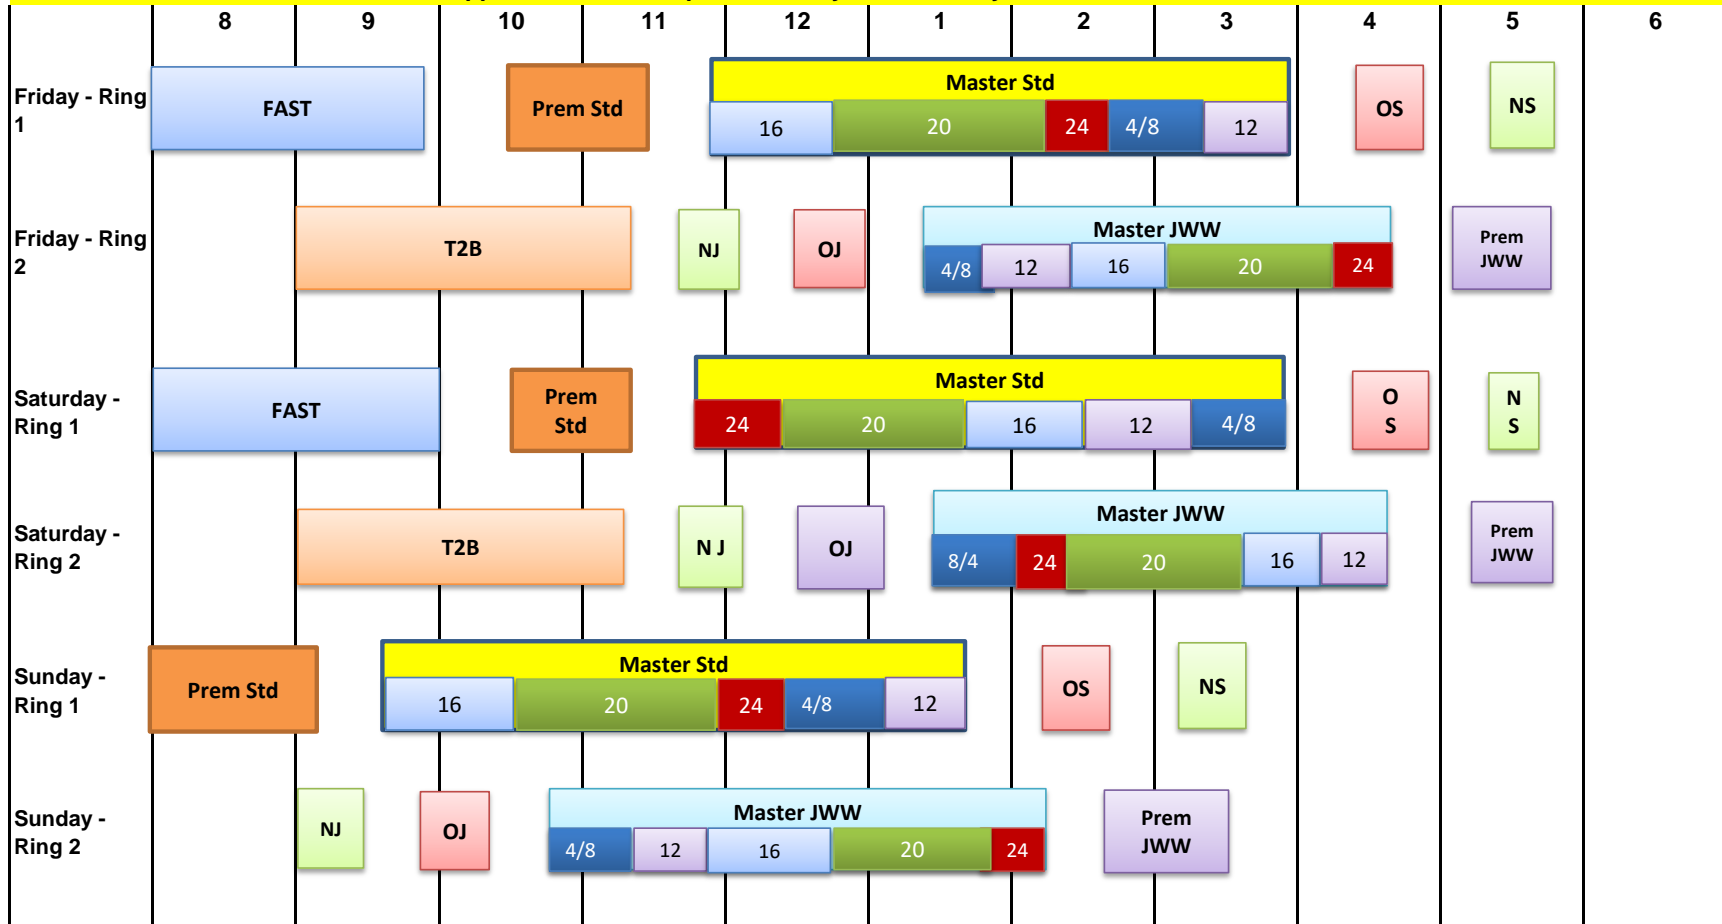 8 9 10 11 12 1 2 3 4 5 6
Friday - Ring
1
FAST
Prem Std
Master Std
16 20 24 4/8 12
OS
NS
Friday - Ring
2
T2B
NJ
OJ
Master JWW
4/8 12 16 20 24
Prem
JWW
Saturday -
Ring 1
FAST
Prem
Std
Master Std
24 20 16 12 4/8
O
S
N
S
Saturday -
Ring 2
T2B
N J
OJ
Master JWW
8/4 24 20 16 12
Prem
JWW
Sunday -
Ring 1
Prem Std
Master Std
16 20 24 4/8 12
OS
NS
Sunday -
Ring 2
NJ
OJ
Master JWW
4/8 12 16 20 24
Prem
JWW